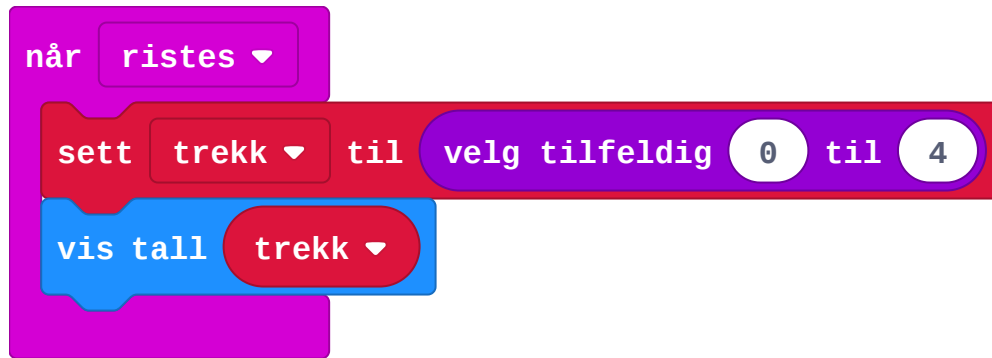 når ristes
sett trekk til velg tilfeldig 0 til 4
vis tall trekk